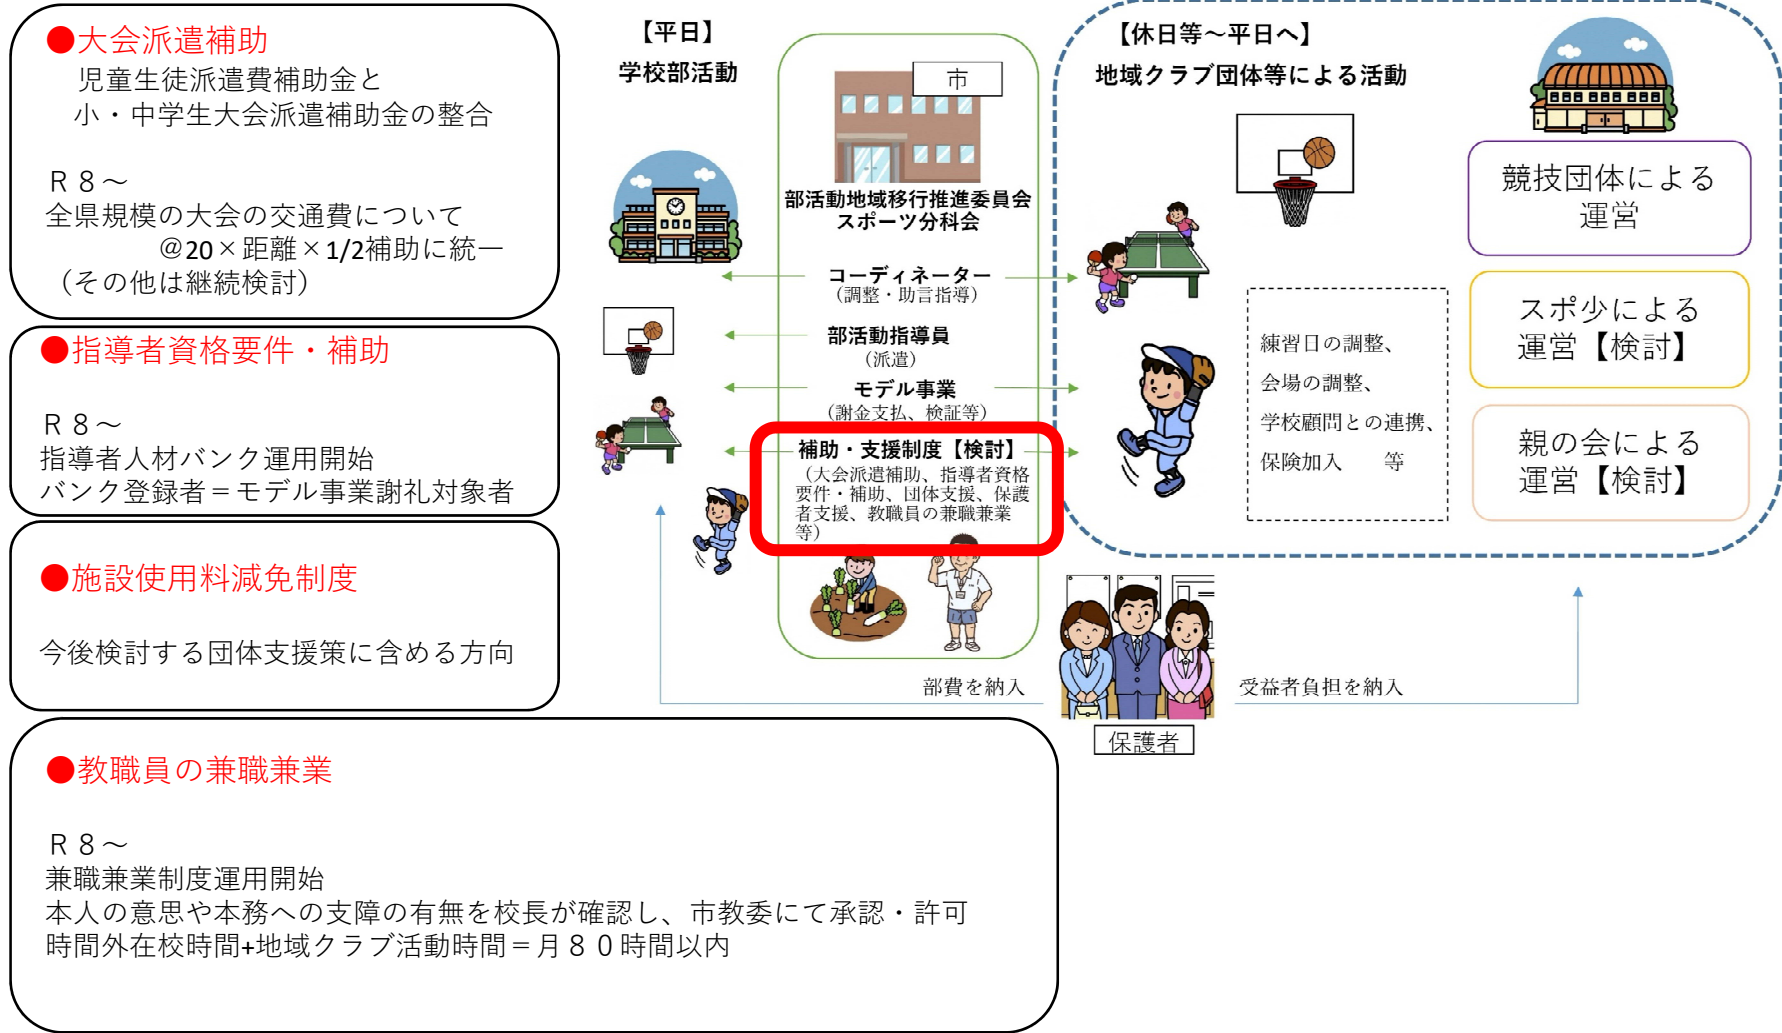 ●大会派遣補助
児童生徒派遣費補助金と
小・中学生大会派遣補助金の整合
Ｒ８～
全県規模の大会の交通費について
@20×距離×1/2補助に統一
（その他は継続検討）
●指導者資格要件・補助
Ｒ８～
指導者人材バンク運用開始
バンク登録者＝モデル事業謝礼対象者
●施設使用料減免制度
今後検討する団体支援策に含める方向
●教職員の兼職兼業
Ｒ８～
兼職兼業制度運用開始
本人の意思や本務への支障の有無を校長が確認し、市教委にて承認・許可
時間外在校時間+地域クラブ活動時間＝月８０時間以内
【平日】
学校部活動
市
部活動地域移行推進委員会
スポーツ分科会
コーディネーター
（調整・助言指導）
部活動指導員
（派遣）
モデル事業
（謝金支払、検証等）
補助・支援制度【検討】
（大会派遣補助、指導者資格
要件・補助、団体支援、保護
者支援、教職員の兼職兼業
等）
【休日等～平日へ】
地域クラブ団体等による活動
練習日の調整、
会場の調整、
学校顧問との連携、
保険加入　等
競技団体による
運営
スポ少による
運営【検討】
親の会による
運営【検討】
部費を納入
受益者負担を納入
保護者